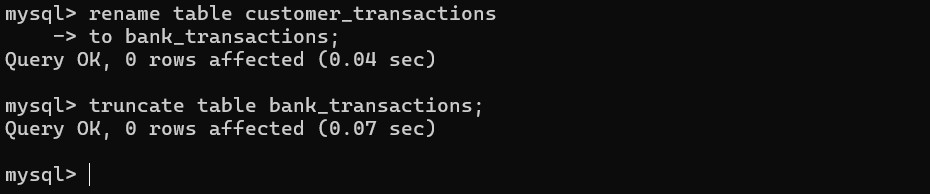 mysql> rename table customer_transactions
    -> to bank_transactions;
Query OK, 0 rows affected (0.04 sec)
mysql> truncate table bank_transactions;
Query OK, 0 rows affected (0.07 sec)
mysql>